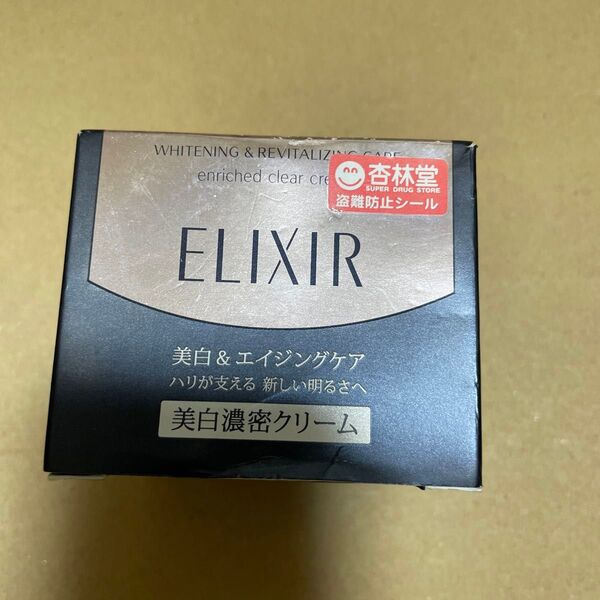 WHITENING & REVITALIZING CARE
enriched clear cre
杏林堂
SUPER DRUG STORE
盗難防止シール
ELIXIR
美白&エイジングケア
ハリが支える 新しい明るさへ
美白濃密クリーム